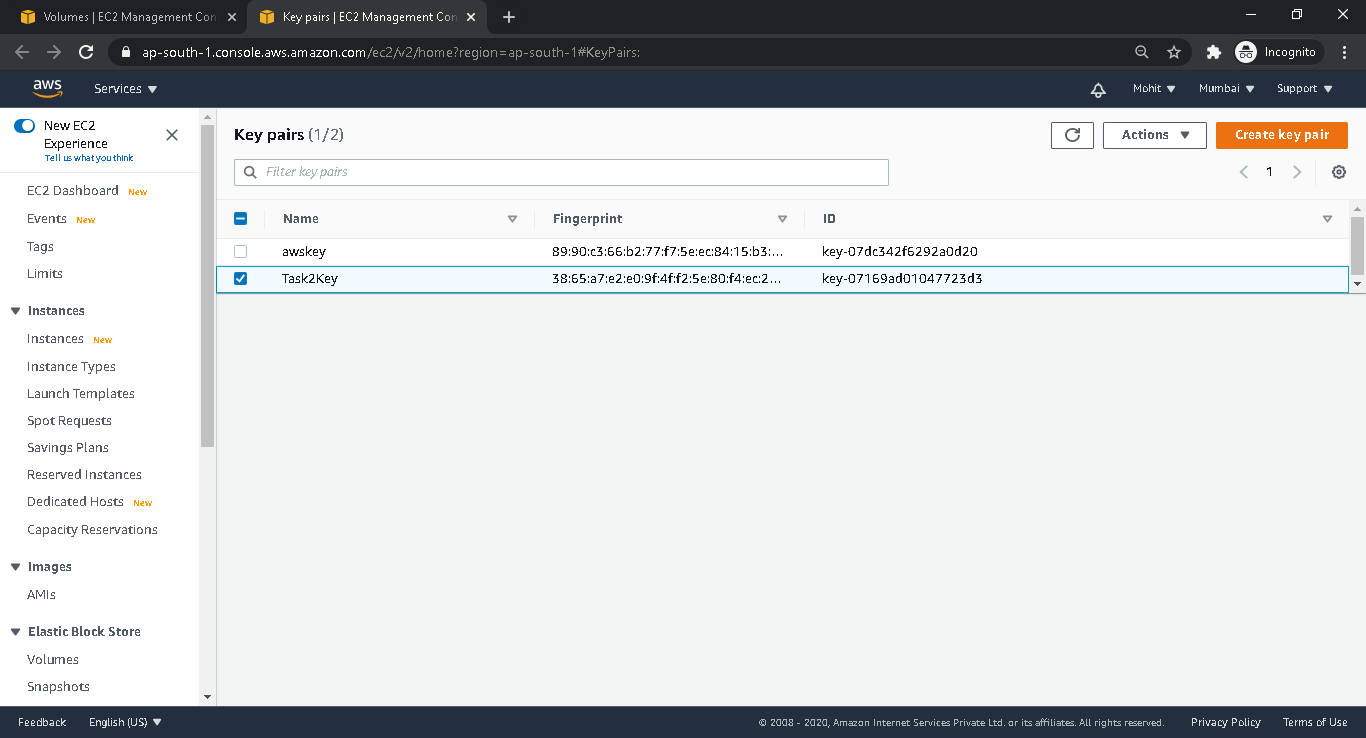 Volumes | EC2 Management Con
Key pairs | EC2 Management Con
ap-south-1.console.aws.amazon.com/ec2/v2/home?region=ap-south-1#KeyPairs:
Incognito
aws
Services
Mohit
Mumbai
Support
New EC2
Experience
Tell us what you think
EC2 Dashboard New
Events New
Tags
Limits
Instances
Instances New
Instance Types
Launch Templates
Spot Requests
Savings Plans
Reserved Instances
Dedicated Hosts New
Capacity Reservations
Images
AMIs
Elastic Block Store
Volumes
Snapshots
Key pairs (1/2)
Actions
Create key pair
Filter key pairs
1
Name Fingerprint ID
awskey 89:90:c3:66:b2:77:f7:5e:ec:84:15:b3:... key-07dc342f6292a0d20
Task2Key 38:65:a7:e2:e0:9f:4f:f2:5e:80:f4:ec:2... key-07169ad01047723d3
Feedback
English (US)
© 2008 - 2020, Amazon Internet Services Private Ltd. or its affiliates. All rights reserved.
Privacy Policy
Terms of Use